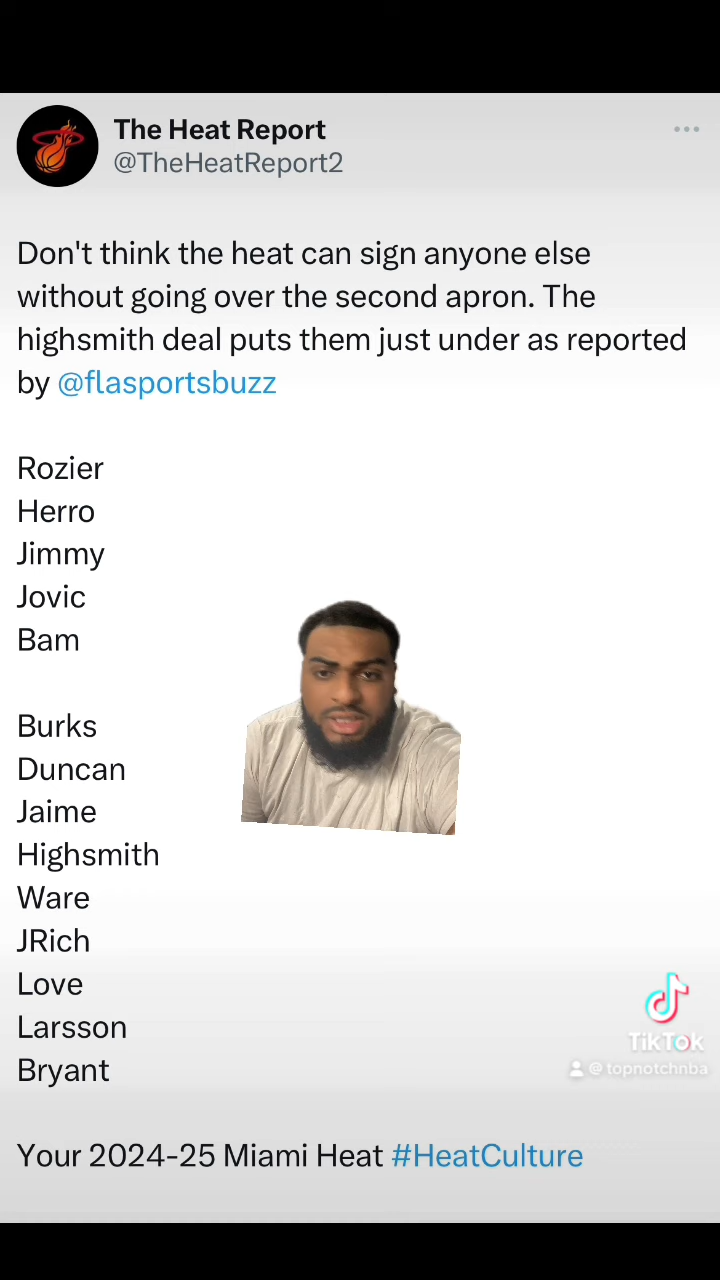 The Heat Report
@TheHeatReport2
Don't think the heat can sign anyone else
without going over the second apron. The
highsmith deal puts them just under as reported
by @flasportsbuzz
Rozier
Herro
Jimmy
Jovic
Bam
Burks
Duncan
Jaime
Highsmith
Ware
JRich
Love
Larsson
Bryant
Your 2024-25 Miami Heat #HeatCulture
TikTok
@topnotchnba